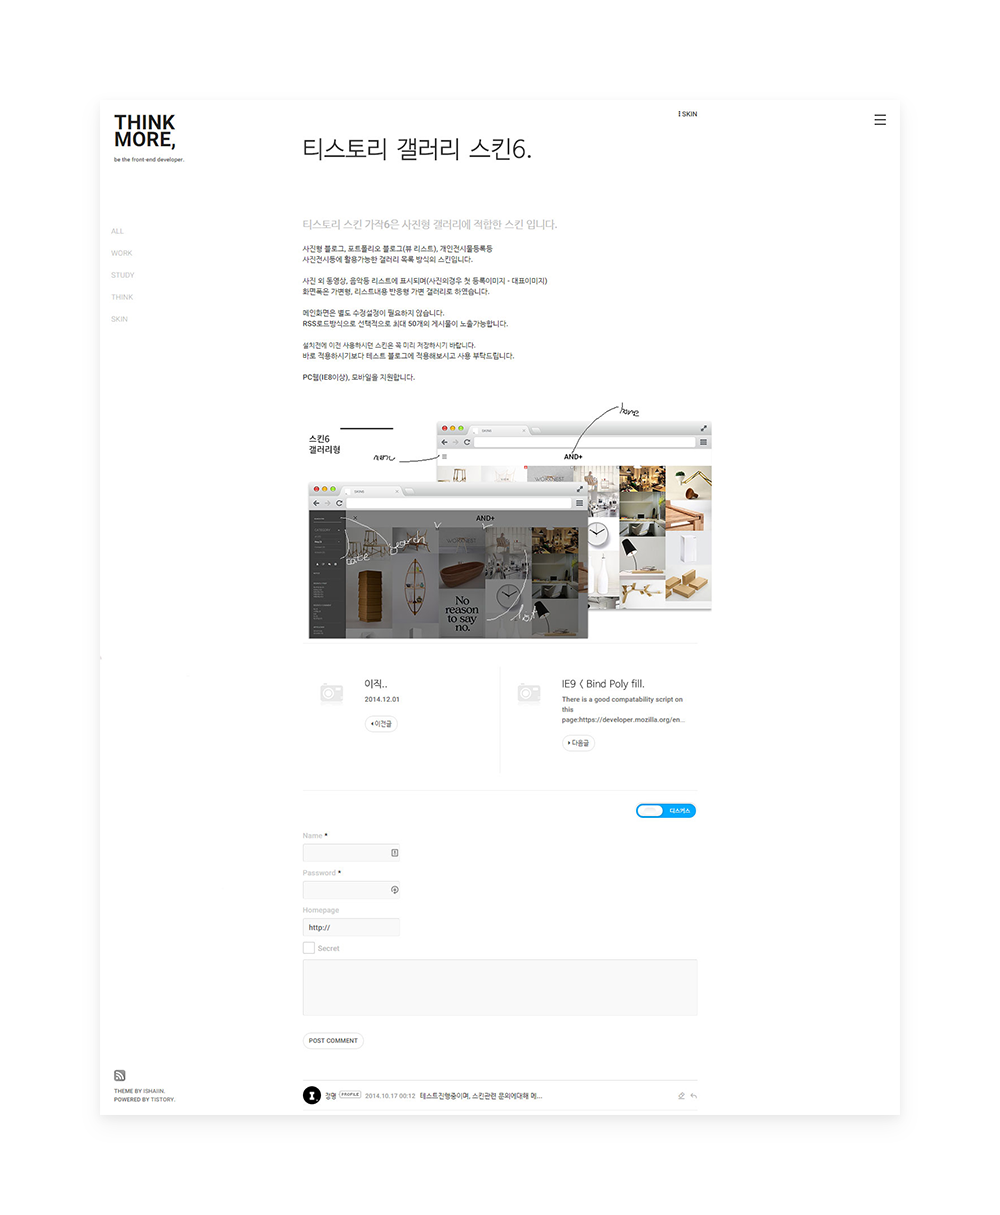 THINK
MORE,
be the front-end developer.
SKIN
티스토리 갤러리 스킨6.
ALL
WORK
STUDY
THINK
SKIN
티스토리 스킨 가작6은 사진형 갤러리에 적합한 스킨 입니다.
사진형 블로그, 포트폴리오 블로그(뷰 리스트), 개인전시물등록등
사진전시등에 활용가능한 갤러리 목록 방식의 스킨입니다.
사진 외 동영상, 음악등 리스트에 표시되며(사진의경우 첫 등록이미지 - 대표이미지)
화면폭은 가변형, 리스트내용 반응형 가변 갤러리로 하였습니다.
메인화면은 별도 수정설정이 필요하지 않습니다.
RSS로드방식으로 선택적으로 최대 50개의 게시물이 노출가능합니다.
설치전에 이전 사용하시던 스킨은 꼭 미리 저장하시기 바랍니다.
바로 적용하시기보다 테스트 블로그에 적용해보시고 사용 부탁드립니다.
PC웹(IE8이상), 모바일을 지원합니다.
스킨6
갤러리형
AND+
AND+
cate
search
list
No
reason
to say
no.
이직..
2014.12.01
이전글
IE9 < Bind Poly fill.
There is a good compatability script on
this
page:https://developer.mozilla.org/en...
다음글
디스커스
Name *
Password *
Homepage
http://
Secret
POST COMMENT
THEME BY ISHAIIN.
POWERED BY TISTORY.
PROFILE 2014.10.17 00:12 테스트진행중이며, 스킨관련 문의에대해 메...